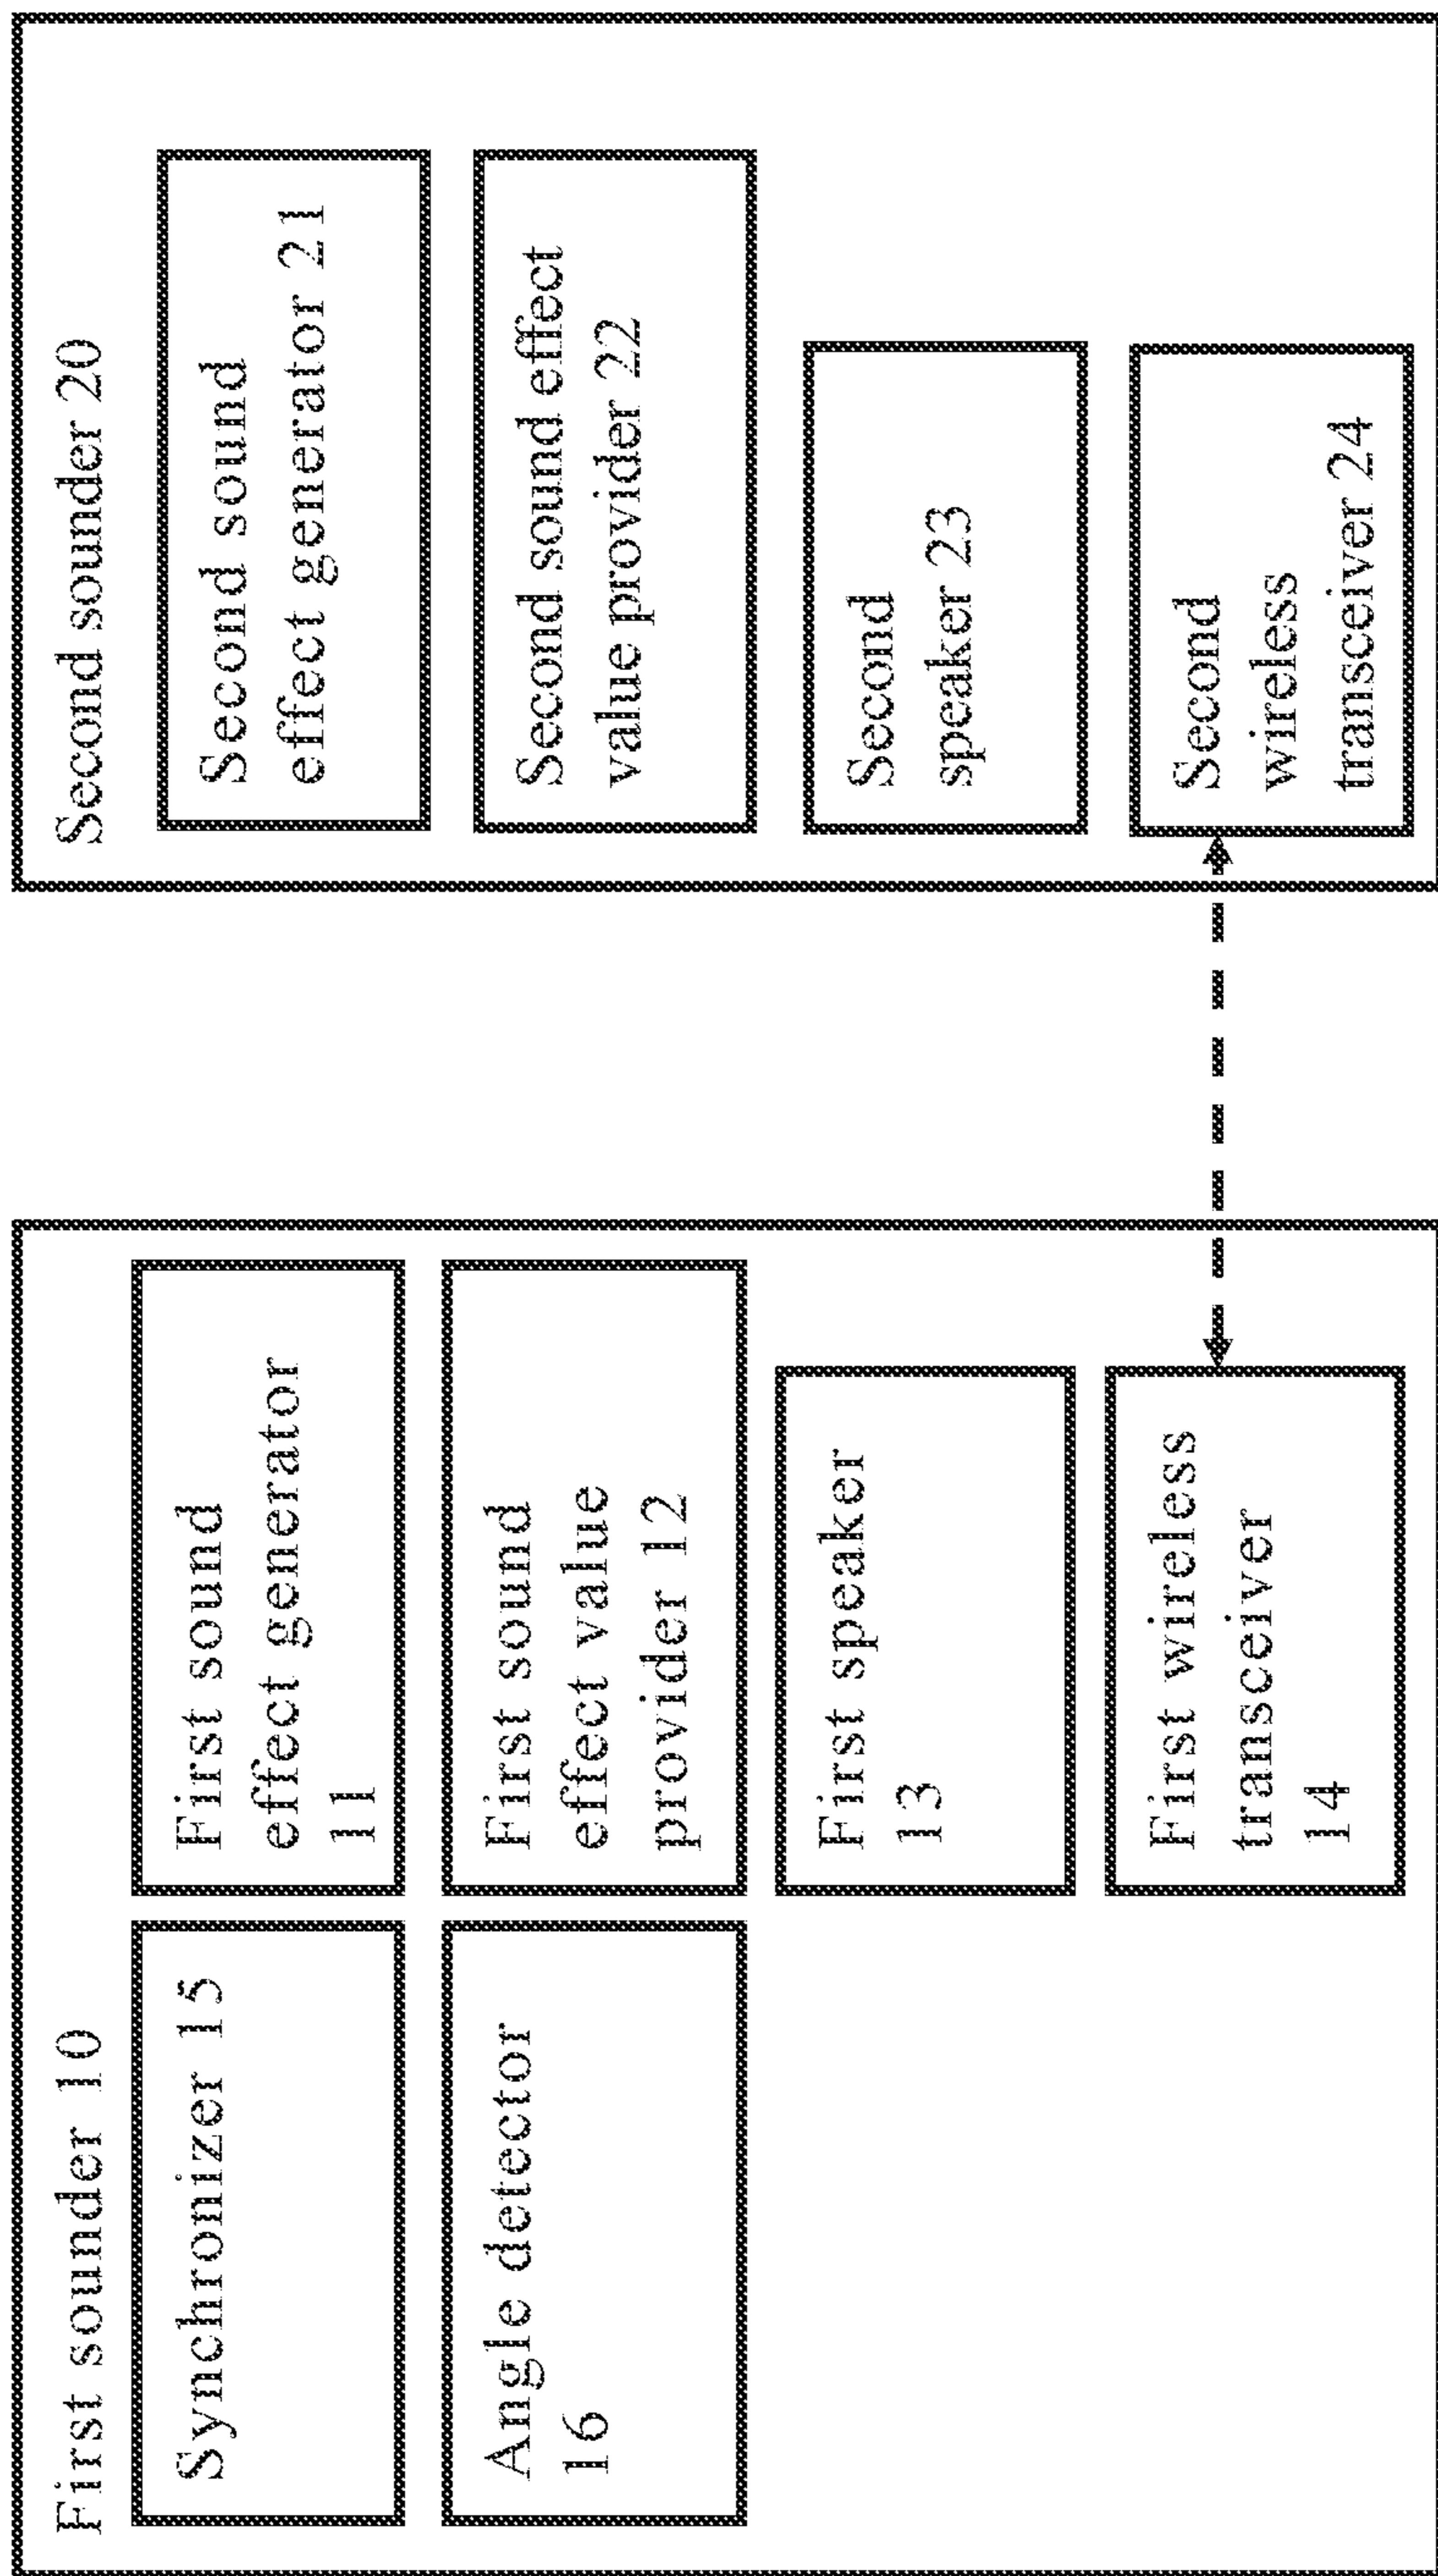 First sounder 10
Synchronizer 15
Angle detector
16
First sound
effect generator
11
First sound
effect value
provider 12
First speaker
13
First wireless
transceiver
14
Second sounder 20
Second sound
effect generator 21
Second sound effect
value provider 22
Second
speaker 23
Second
wireless
transceiver 24